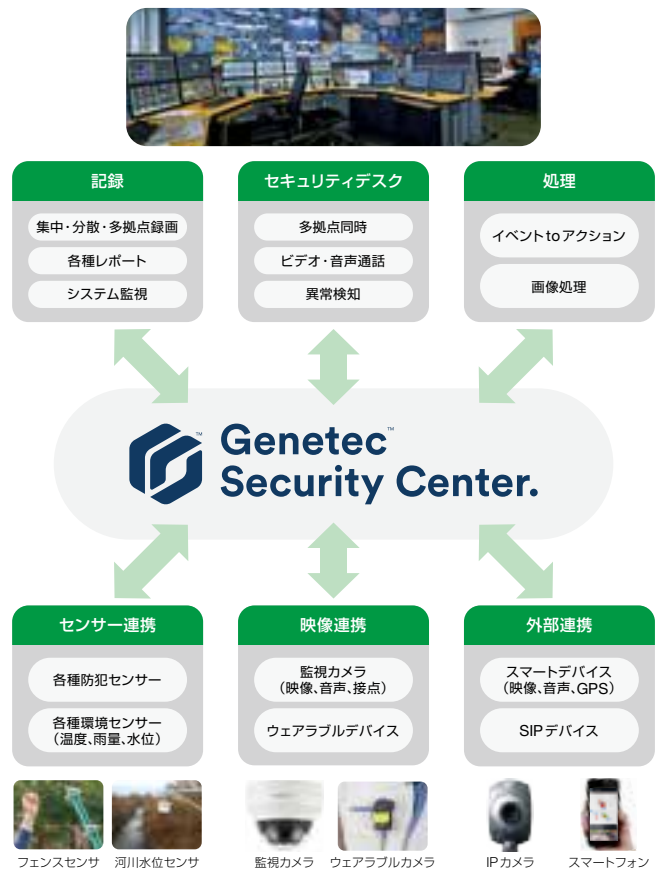 記録
集中・分散・多拠点録画
各種レポート
システム監視
セキュリティデスク
多拠点同時
ビデオ・音声通話
異常検知
処理
イベントtoアクション
画像処理
Genetec™
Security Center.
™
センサー連携
各種防犯センサー
各種環境センサー
（温度、雨量、水位）
映像連携
監視カメラ
（映像、音声、接点）
ウェアラブルデバイス
外部連携
スマートデバイス
（映像、音声、GPS）
SIPデバイス
フェンスセンサ
河川水位センサ
監視カメラ
ウェアラブルカメラ
IPカメラ
スマートフォン